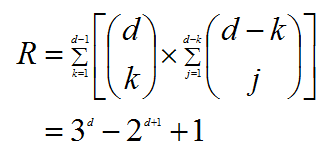 R = \sum_{k=1}^{d-1} \left[ \binom{d}{k} \times \sum_{j=1}^{d-k} \binom{d-k}{j} \right]
= 3^d - 2^{d+1} + 1